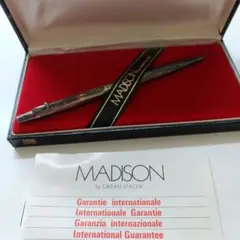 MADISON
MADISON
by CARAN D'ACHE
Garantie internationale
Internationale Garantie
Garanzia internazionale
International Guarantee